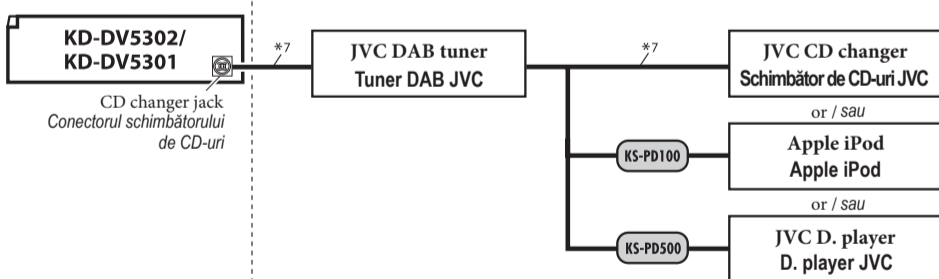 KD-DV5302/
KD-DV5301
CD changer jack
Conectorul schimbătorului
de CD-uri
*7
JVC DAB tuner
Tuner DAB JVC
*7
JVC CD changer
Schimbător de CD-uri JVC
or / sau
KS-PD100
Apple iPod
Apple iPod
or / sau
KS-PD500
JVC D. player
D. player JVC